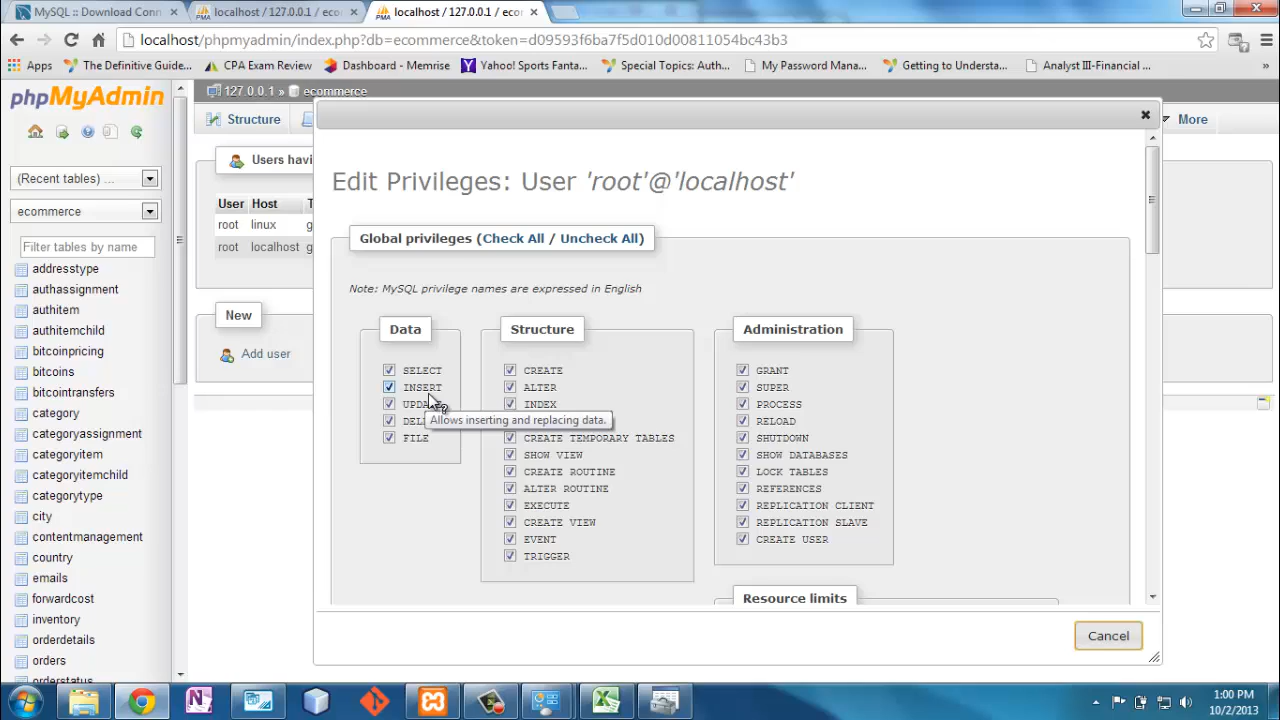 MySQL :: Download Conn
localhost / 127.0.0.1 / eco
localhost / 127.0.0.1 / eco
localhost/phpmyadmin/index.php?db=ecommerce&token=d09593f6ba7f5d010d00811054bc43b3
Apps
The Definitive Guide...
CPA Exam Review
Dashboard - Memrise
Yahoo! Sports Fanta...
Special Topics: Auth...
My Password Mana...
Getting to Understa...
Analyst III-Financial ...
»
phpMyAdmin
(Recent tables) ...
ecommerce
Filter tables by name
addresstype
authassignment
authitem
authitemchild
bitcoinpricing
bitcoins
bitcointransfers
category
categoryassignment
categoryitem
categoryitemchild
categorytype
city
contentmanagement
country
emails
forwardcost
inventory
orderdetails
orders
orderstatus
127.0.0.1 » ecommerce
Structure
More
Users havi
User Host T
root linux g
root localhost g
New
Add user
Edit Privileges: User 'root'@'localhost'
Global privileges (Check All / Uncheck All)
Note: MySQL privilege names are expressed in English
Data
SELECT
INSERT
UPDA
DEL
FILE
Allows inserting and replacing data.
Structure
CREATE
ALTER
INDEX
CREATE TEMPORARY TABLES
SHOW VIEW
CREATE ROUTINE
ALTER ROUTINE
EXECUTE
CREATE VIEW
EVENT
TRIGGER
Administration
GRANT
SUPER
PROCESS
RELOAD
SHUTDOWN
SHOW DATABASES
LOCK TABLES
REFERENCES
REPLICATION CLIENT
REPLICATION SLAVE
CREATE USER
Resource limits
Cancel
1:00 PM
10/2/2013